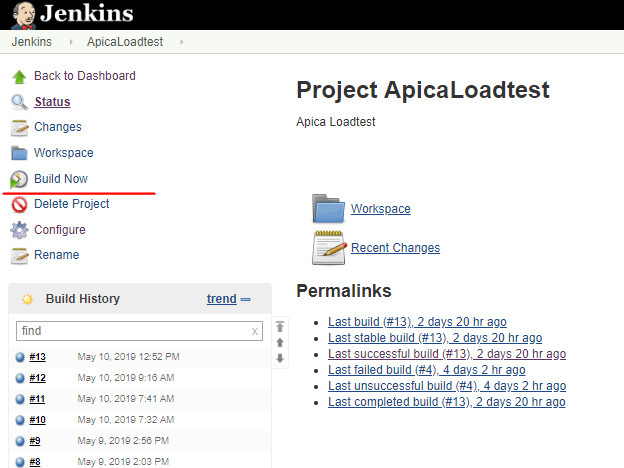 Jenkins
Jenkins ApicaLoadtest
Back to Dashboard
Status
Changes
Workspace
Build Now
Delete Project
Configure
Rename
Build History trend
find x
#13 May 10, 2019 12:52 PM
#12 May 10, 2019 9:16 AM
#11 May 10, 2019 7:41 AM
#10 May 10, 2019 7:32 AM
#9 May 9, 2019 2:56 PM
#8 May 9, 2019 2:03 PM
Project ApicaLoadtest
Apica Loadtest
Workspace
Recent Changes
Permalinks
Last build (#13), 2 days 20 hr ago
Last stable build (#13), 2 days 20 hr ago
Last successful build (#13), 2 days 20 hr ago
Last failed build (#4), 4 days 2 hr ago
Last unsuccessful build (#4), 4 days 2 hr ago
Last completed build (#13), 2 days 20 hr ago